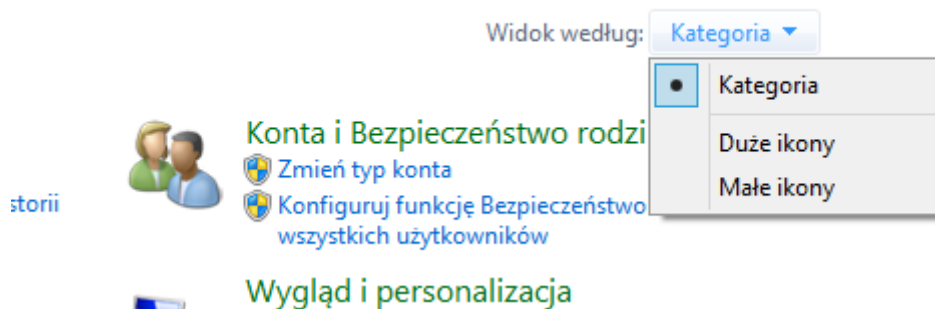 Widok według: Kategoria
Kategoria
Duże ikony
Małe ikony
Konta i Bezpieczeństwo rodzi
Zmień typ konta
Konfiguruj funkcję Bezpieczeństwo
wszystkich użytkowników
storii
Wygląd i personalizacja